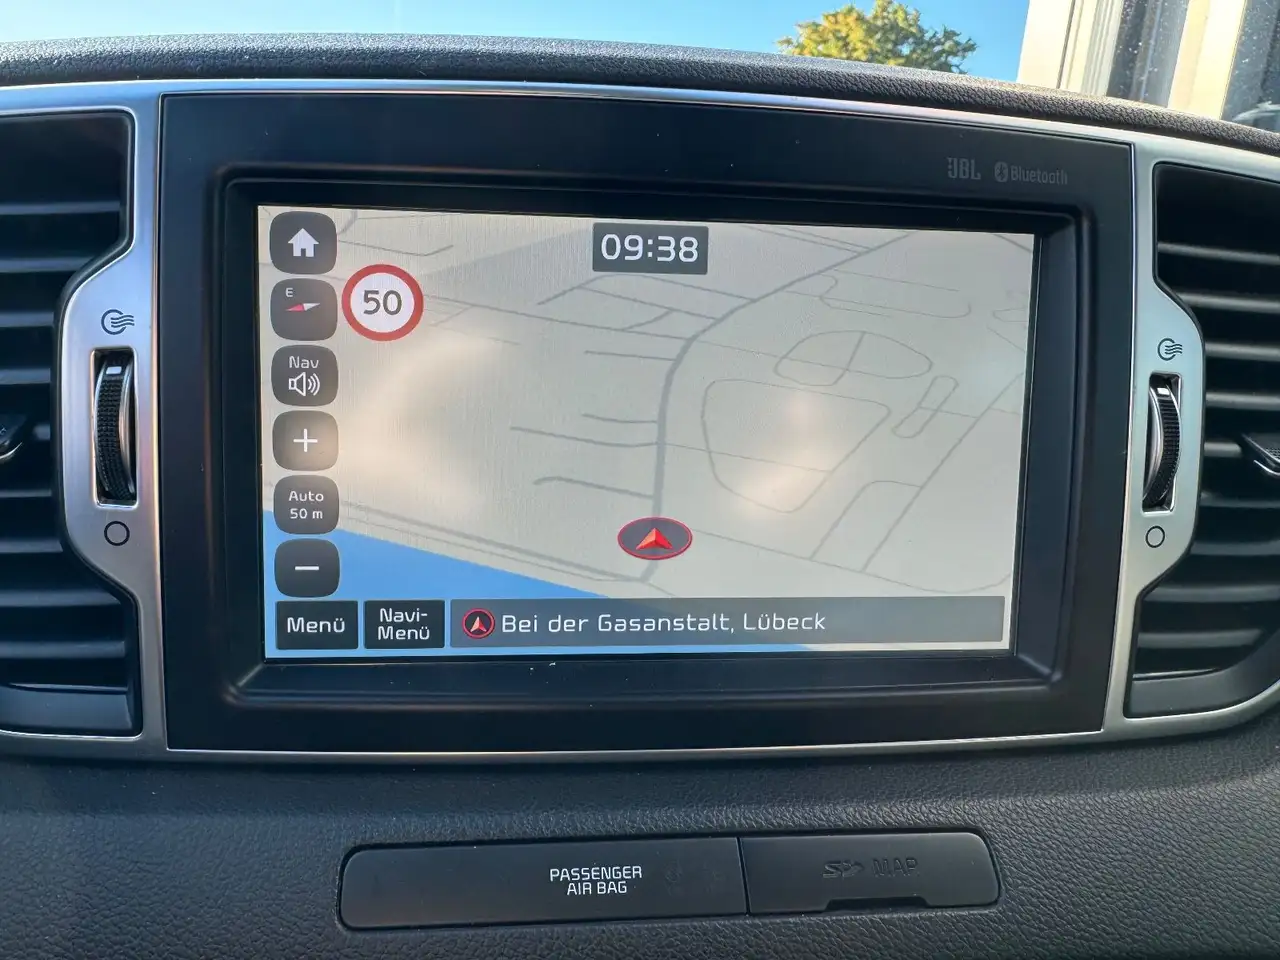 JBL Bluetooth
09:38
E
50
Nav
Auto
50 m
Menü
Navi-
Menü
Bei der Gasanstalt, Lübeck
PASSENGER
AIR BAG
SD MAP